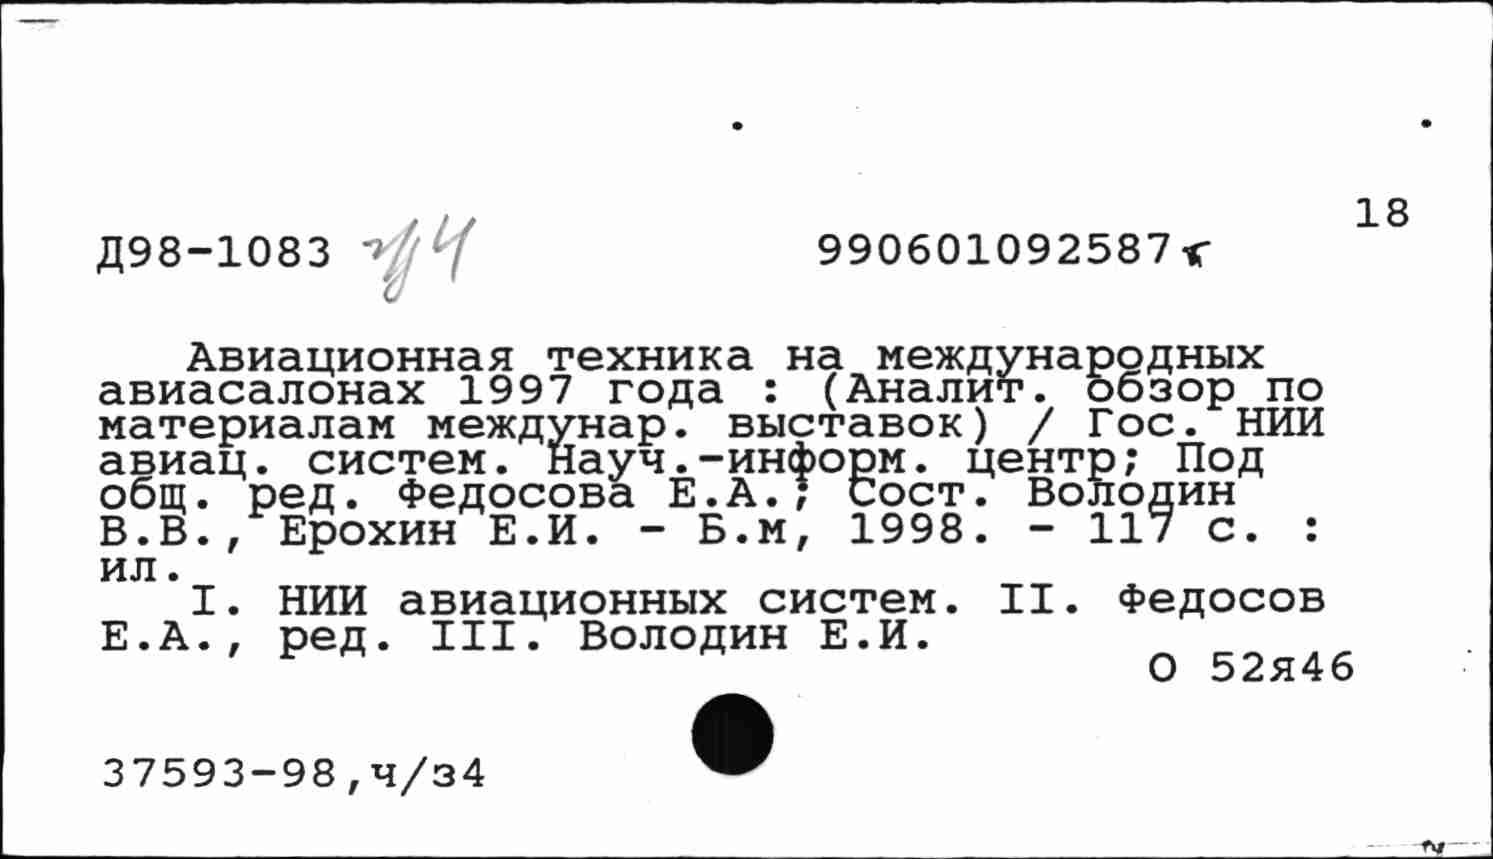 18
Д98-1083 990601092587
Авиационная техника на международных
авиасалонах 1997 года : (Аналит. обзор по
материалам междунар. выставок) / Гос. НИИ
авиац. систем. Науч.-информ. центр; Под
общ. ред. Федосова Е.А.; Сост. Володин
В.В., Ерохин Е.И. - Б.м, 1998. - 117 с. :
ил.
I. НИИ авиационных систем. II. Федосов
Е.А., ред. III. Володин Е.И.
О 52я46
37593-98,ч/з4